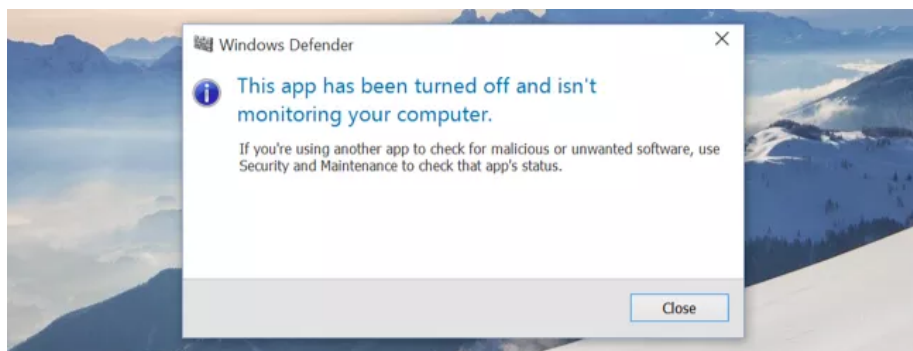 Windows Defender
This app has been turned off and isn't
monitoring your computer.
If you're using another app to check for malicious or unwanted software, use
Security and Maintenance to check that app's status.
Close